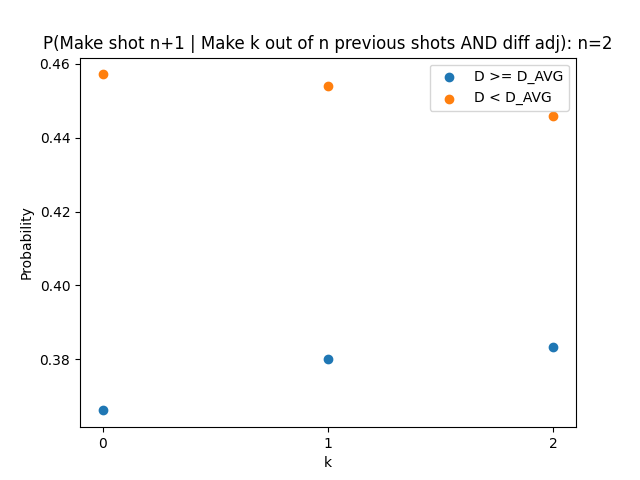 P(Make shot n+1 | Make k out of n previous shots AND diff adj): n=2
D >= D_AVG
D < D_AVG
0.46
0.44
0.42
0.40
0.38
Probability
0
1
2
k